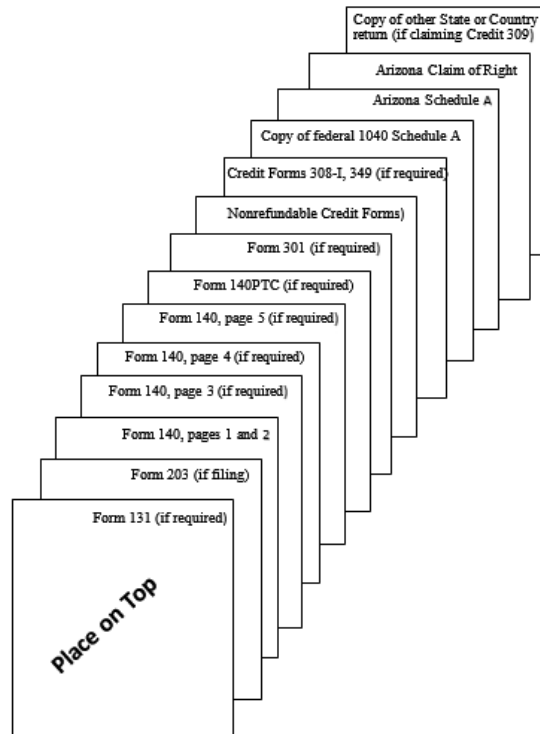 Copy of other State or Country
return (if claiming Credit 309)
Arizona Claim of Right
Arizona Schedule A
Copy of federal 1040 Schedule A
Credit Forms 308-I, 349 (if required)
Nonrefundable Credit Forms)
Form 301 (if required)
Form 140PTC (if required)
Form 140, page 5 (if required)
Form 140, page 4 (if required)
Form 140, page 3 (if required)
Form 140, pages 1 and 2
Form 203 (if filing)
Form 131 (if required)
Place on Top